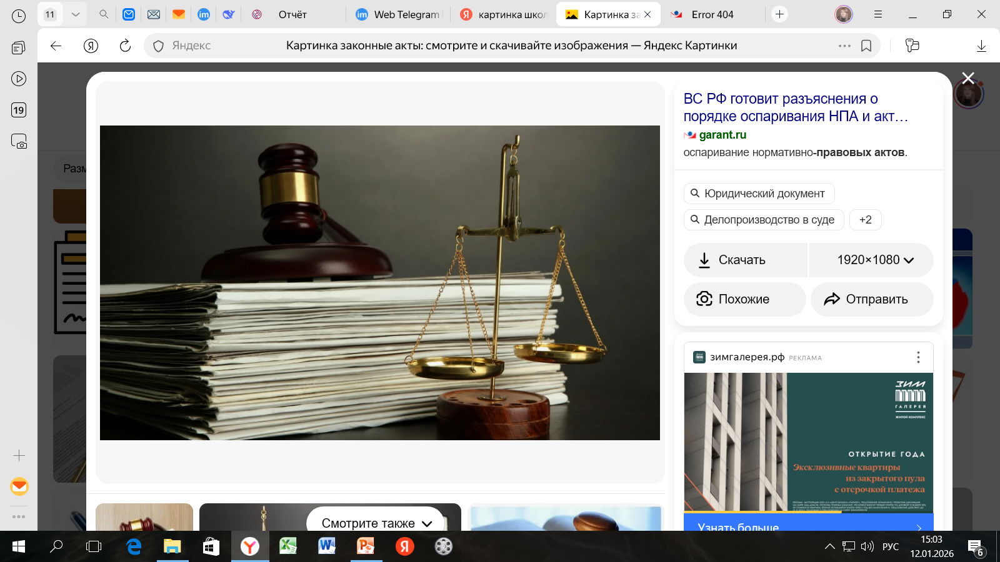 11
Отчёт
Web Telegram
картинка шко
Картинка за
Error 404
Яндекс
Картинка законные акты: смотрите и скачивайте изображения — Яндекс Картинки
19
Разм
ВС РФ готовит разъяснения о
порядке оспаривания НПА и акт...
garant.ru
оспаривание нормативно-правовых актов.
Юридический документ
Делопроизводство в суде
+2
Скачать
1920×1080
Похожие
Отправить
зимгалерея.рф РЕКЛАМА
ЗИМ
ГАЛЕРЕЯ
ЖИЛОЙ КОМПЛЕКС
ОТКРЫТИЕ ГОДА
Эксклюзивные квартиры
из закрытого пула
с отсрочкой платежа
Узнать больше
Смотрите также
РУС
15:03
12.01.2026
6